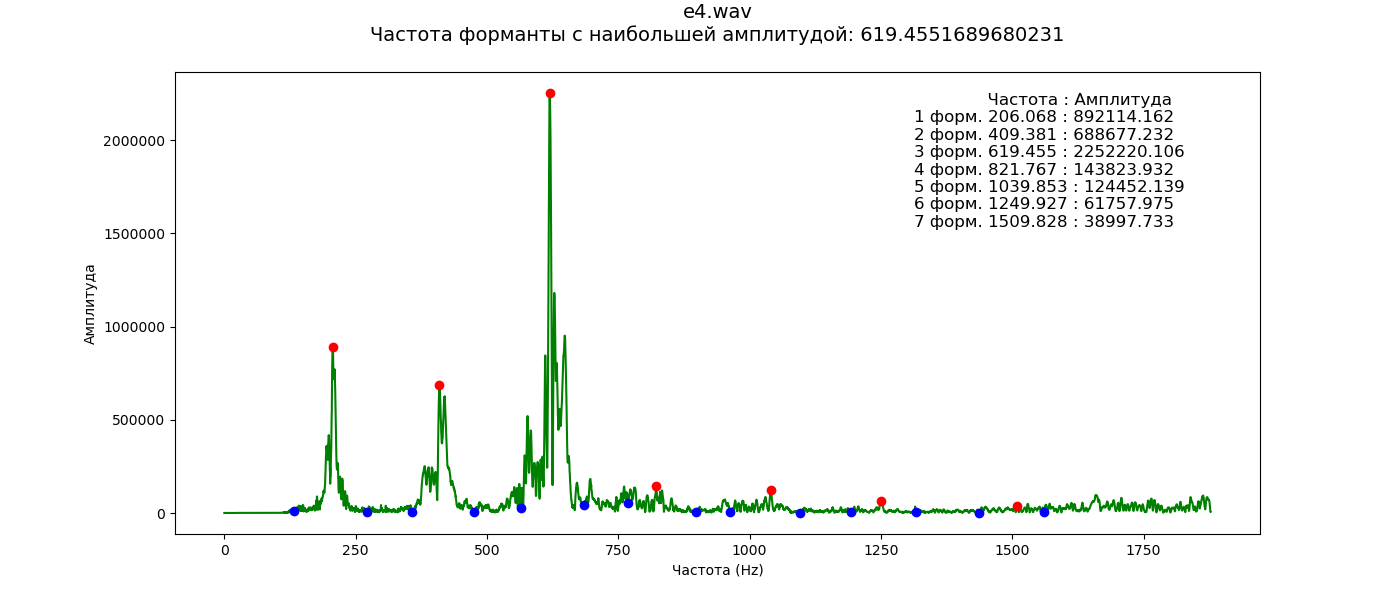 e4.wav
Частота форманты с наибольшей амплитудой: 619.4551689680231
Частота : Амплитуда
1 форм. 206.068 : 892114.162
2 форм. 409.381 : 688677.232
3 форм. 619.455 : 2252220.106
4 форм. 821.767 : 143823.932
5 форм. 1039.853 : 124452.139
6 форм. 1249.927 : 61757.975
7 форм. 1509.828 : 38997.733
Амплитуда
2000000
1500000
1000000
500000
0
0 250 500 750 1000 1250 1500 1750
Частота (Hz)